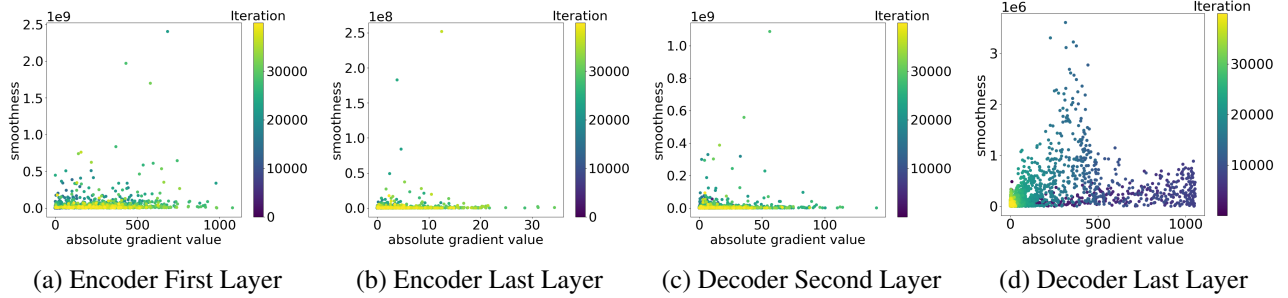 1e9
Iteration
2.5
2.0
1.5
1.0
0.5
0.0
smoothness
0
500
1000
absolute gradient value
30000
20000
10000
0
(a) Encoder First Layer
1e8
Iteration
2.5
2.0
1.5
1.0
0.5
0.0
smoothness
0
10
20
30
absolute gradient value
30000
20000
10000
0
(b) Encoder Last Layer
1e9
Iteration
1.0
0.8
0.6
0.4
0.2
0.0
smoothness
0
50
100
absolute gradient value
30000
20000
10000
0
(c) Decoder Second Layer
1e6
Iteration
3
2
1
0
smoothness
0
500
1000
absolute gradient value
30000
20000
10000
(d) Decoder Last Layer